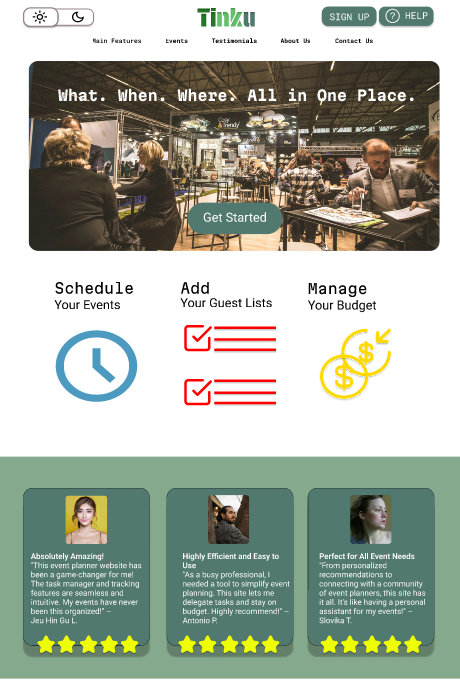 Tinku
SIGN UP
? HELP
Main Features
Events
Testimonials
About Us
Contact Us
What. When. Where. All in One Place.
Get Started
Schedule
Your Events
Add
Your Guest Lists
Manage
Your Budget
$
$
Absolutely Amazing!
"This event planner website has
been a game-changer for me!
The task manager and tracking
features are seamless and
intuitive. My events have never
been this organized!" –
Jeu Hin Gu L.
Highly Efficient and Easy to
Use
"As a busy professional, I
needed a tool to simplify event
planning. This site lets me
delegate tasks and stay on
budget. Highly recommend!" –
Antonio P.
Perfect for All Event Needs
"From personalized
recommendations to
connecting with a community
of event planners, this site has
it all. It's like having a personal
assistant for my events!" –
Slovika T.